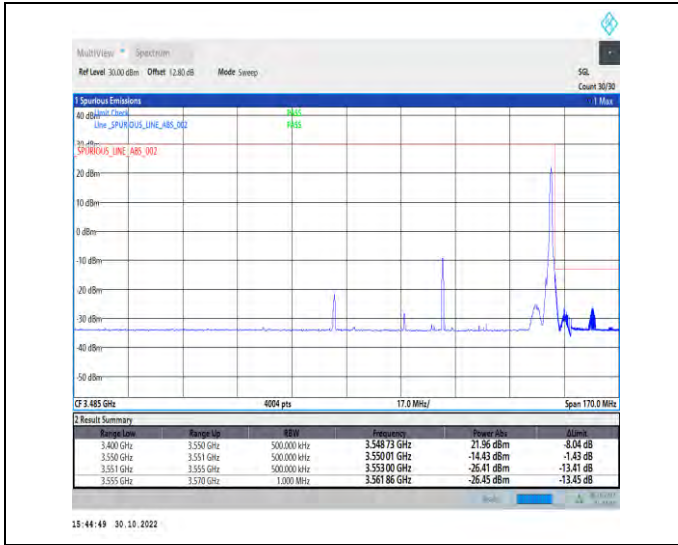 MultiView Spectrum
Ref Level 30.00 dBm Offset 12.80 dB Mode Sweep SGL
Count 30/30
1 Spurious Emissions 1 Max
40 dBm Limit Check PASS
Line _SPURIOUS_LINE_ABS_002 PASS
30 dBm
_SPURIOUS_LINE_ABS_002
20 dBm
10 dBm
0 dBm
-10 dBm
-20 dBm
-30 dBm
-40 dBm
-50 dBm
CF 3.485 GHz 4004 pts 17.0 MHz/ Span 170.0 MHz
2 Result Summary
Range Low Range Up RBW Frequency Power Abs ΔLimit
3.400 GHz 3.550 GHz 500.000 kHz 3.548 73 GHz 21.96 dBm -8.04 dB
3.550 GHz 3.551 GHz 500.000 kHz 3.550 01 GHz -14.43 dBm -1.43 dB
3.551 GHz 3.555 GHz 500.000 kHz 3.553 00 GHz -26.41 dBm -13.41 dB
3.555 GHz 3.570 GHz 1.000 MHz 3.561 86 GHz -26.45 dBm -13.45 dB
Ready
15:44:49 30.10.2022